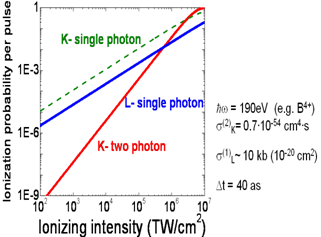 Ionization probability per pulse
1
1E-3
1E-6
1E-9
K- single photon
L- single photon
K- two photon
10² 10³ 10⁴ 10⁵ 10⁶ 10⁷
Ionizing intensity (TW/cm²)
ħω = 190eV (e.g. B⁴⁺)
σ⁽²⁾K= 0.7·10⁻⁵⁴ cm⁴·s
σ⁽¹⁾L~ 10 kb (10⁻²⁰ cm²)
Δt = 40 as